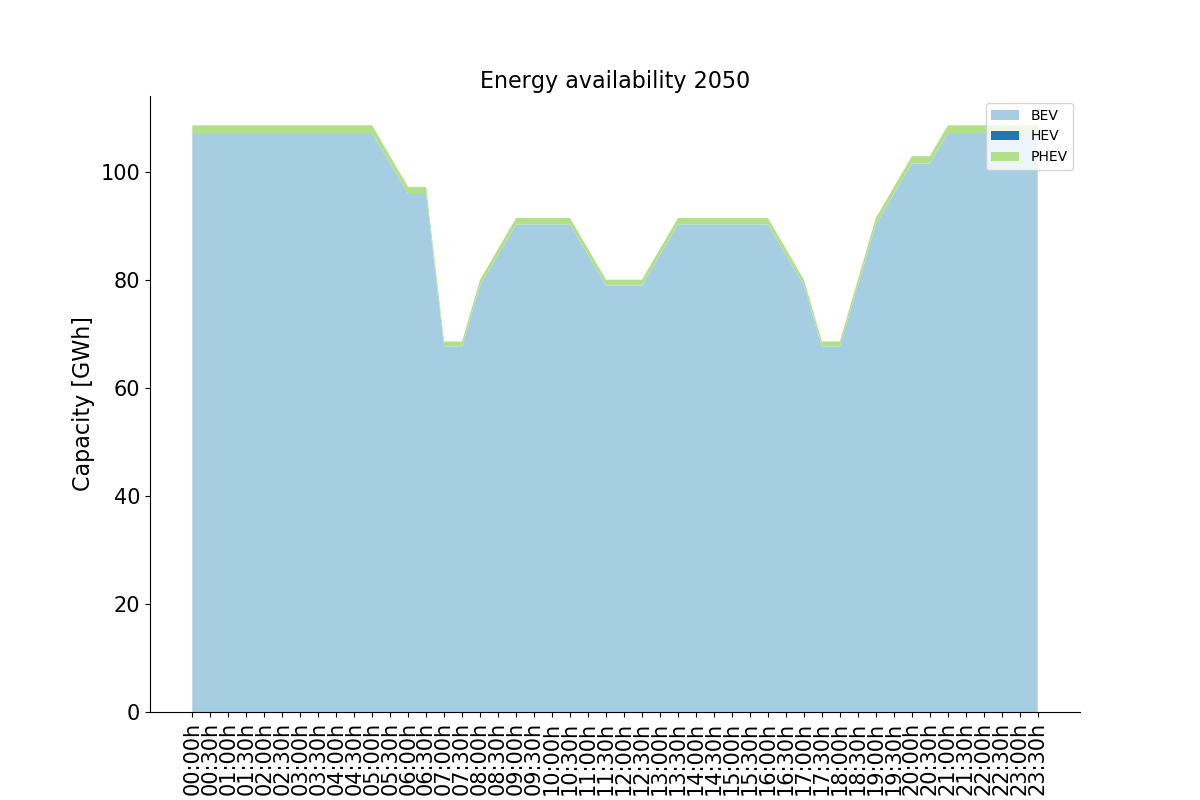 Energy availability 2050
BEV
HEV
PHEV
Capacity [GWh]
100
80
60
40
20
0
00:00h
00:30h
01:00h
01:30h
02:00h
02:30h
03:00h
03:30h
04:00h
04:30h
05:00h
05:30h
06:00h
06:30h
07:00h
07:30h
08:00h
08:30h
09:00h
09:30h
10:00h
10:30h
11:00h
11:30h
12:00h
12:30h
13:00h
13:30h
14:00h
14:30h
15:00h
15:30h
16:00h
16:30h
17:00h
17:30h
18:00h
18:30h
19:00h
19:30h
20:00h
20:30h
21:00h
21:30h
22:00h
22:30h
23:00h
23:30h